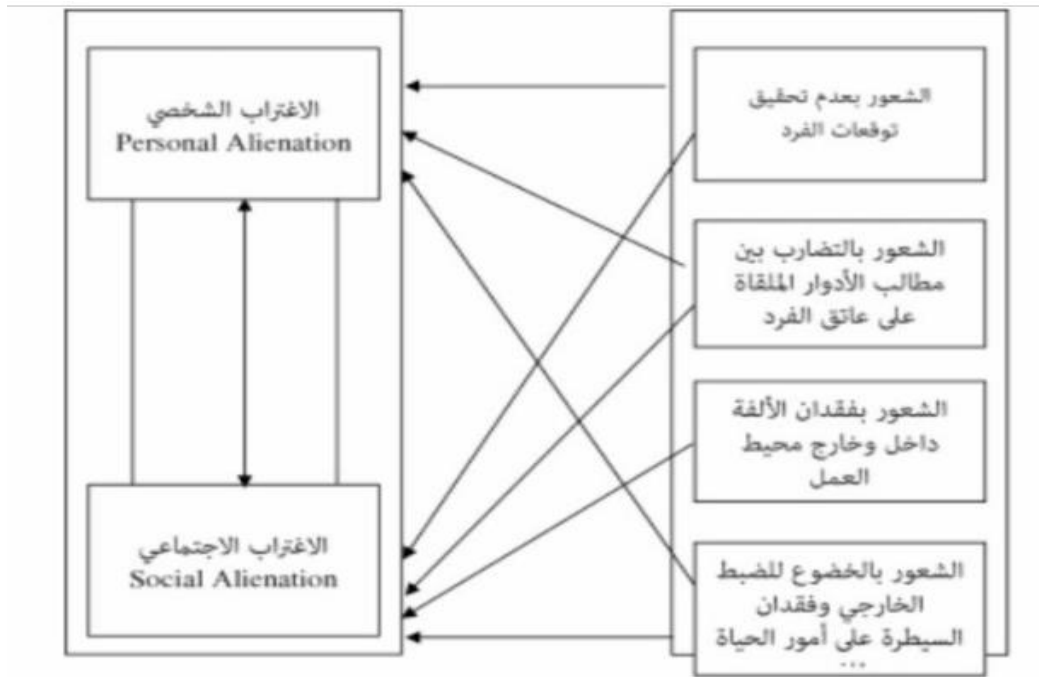 الشعور بعدم تحقيق
توقعات الفرد
الشعور بالتضارب بين
مطالب الأدوار الملقاة
على عاتق الفرد
الشعور بفقدان الألفة
داخل وخارج محيط
العمل
الشعور بالخضوع للضبط
الخارجي وفقدان
السيطرة على أمور الحياة
...
الاغتراب الشخصي
Personal Alienation
الاغتراب الاجتماعي
Social Alienation